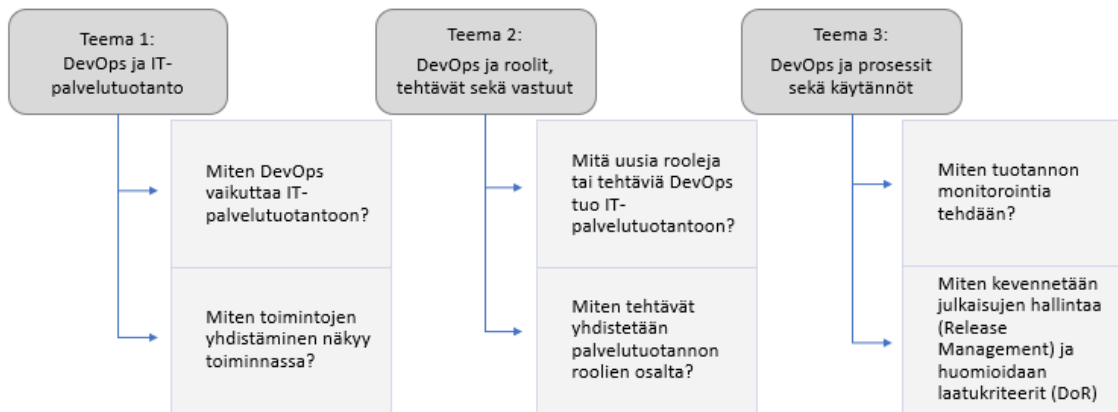 Teema 1:
DevOps ja IT-
palvelutuotanto
Miten DevOps
vaikuttaa IT-
palvelutuotantoon?
Miten toimintojen
yhdistäminen näkyy
toiminnassa?
Teema 2:
DevOps ja roolit,
tehtävät sekä vastuut
Mitä uusia rooleja
tai tehtäviä DevOps
tuo IT-
palvelutuotantoon?
Miten tehtävät
yhdistetään
palvelutuotannon
roolien osalta?
Teema 3:
DevOps ja prosessit
sekä käytännöt
Miten tuotannon
monitorointia
tehdään?
Miten kevennetään
julkaisujen hallintaa
(Release
Management) ja
huomioidaan
laatukriteerit (DoR)